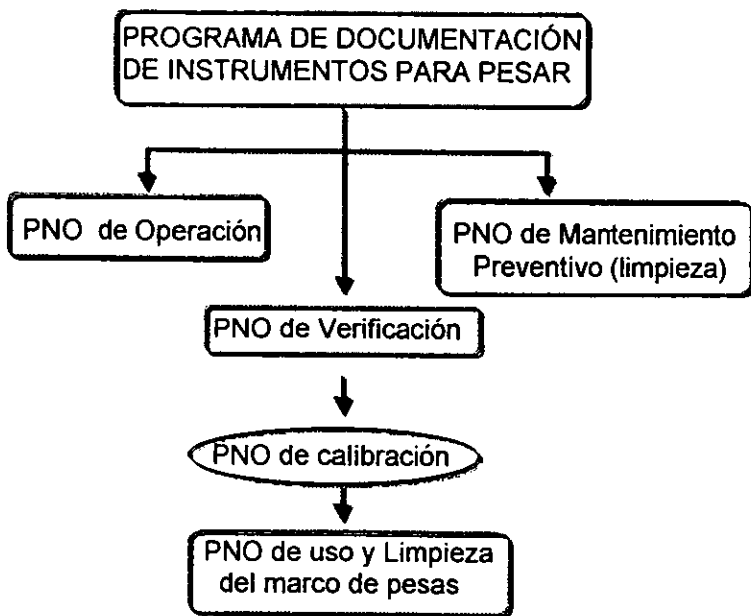 PROGRAMA DE DOCUMENTACIÓN
DE INSTRUMENTOS PARA PESAR
PNO de Operación
PNO de Mantenimiento
Preventivo (limpieza)
PNO de Verificación
PNO de calibración
PNO de uso y Limpieza
del marco de pesas